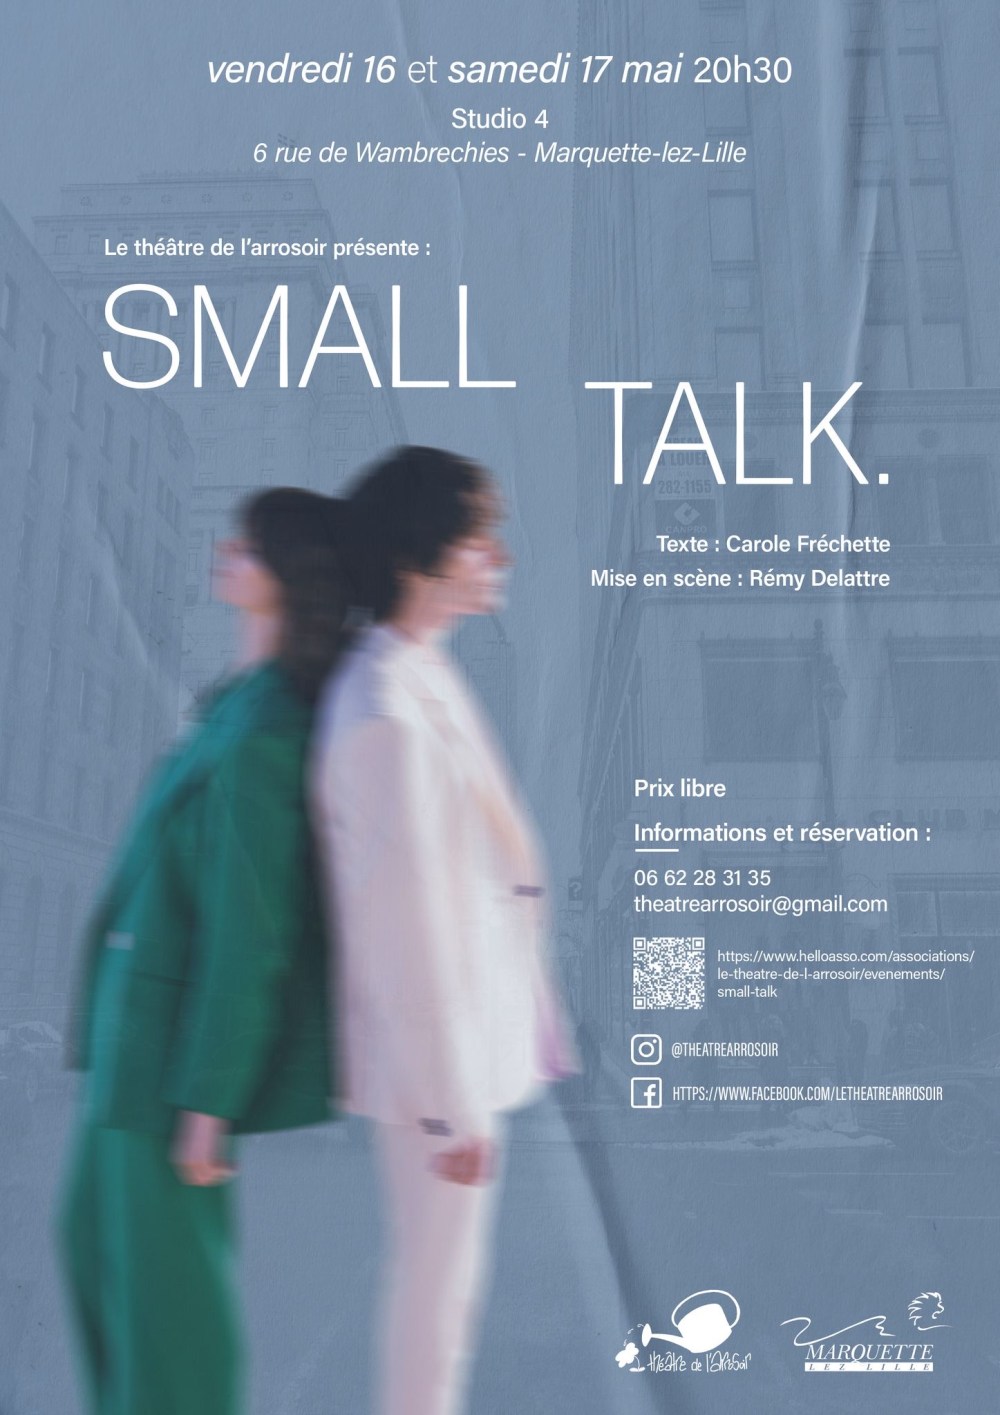 vendredi 16 et samedi 17 mai 20h30
Studio 4
6 rue de Wambrechies - Marquette-lez-Lille
Le théâtre de l'arrosoir présente :
SMALL
TALK.
A LOUER
282-1155
Texte : Carole Fréchette
Mise en scène : Rémy Delattre
Prix libre
Informations et réservation :
06 62 28 31 35
theatrearrosoir@gmail.com
https://www.helloasso.com/associations/
le-theatre-de-l-arrosoir/evenements/
small-talk
@THEATREARROSOIR
HTTPS://WWW.FACEBOOK.COM/LETHEATREARROSOIR
théâtre de l'arrosoir
MARQUETTE
LEZ LILLE